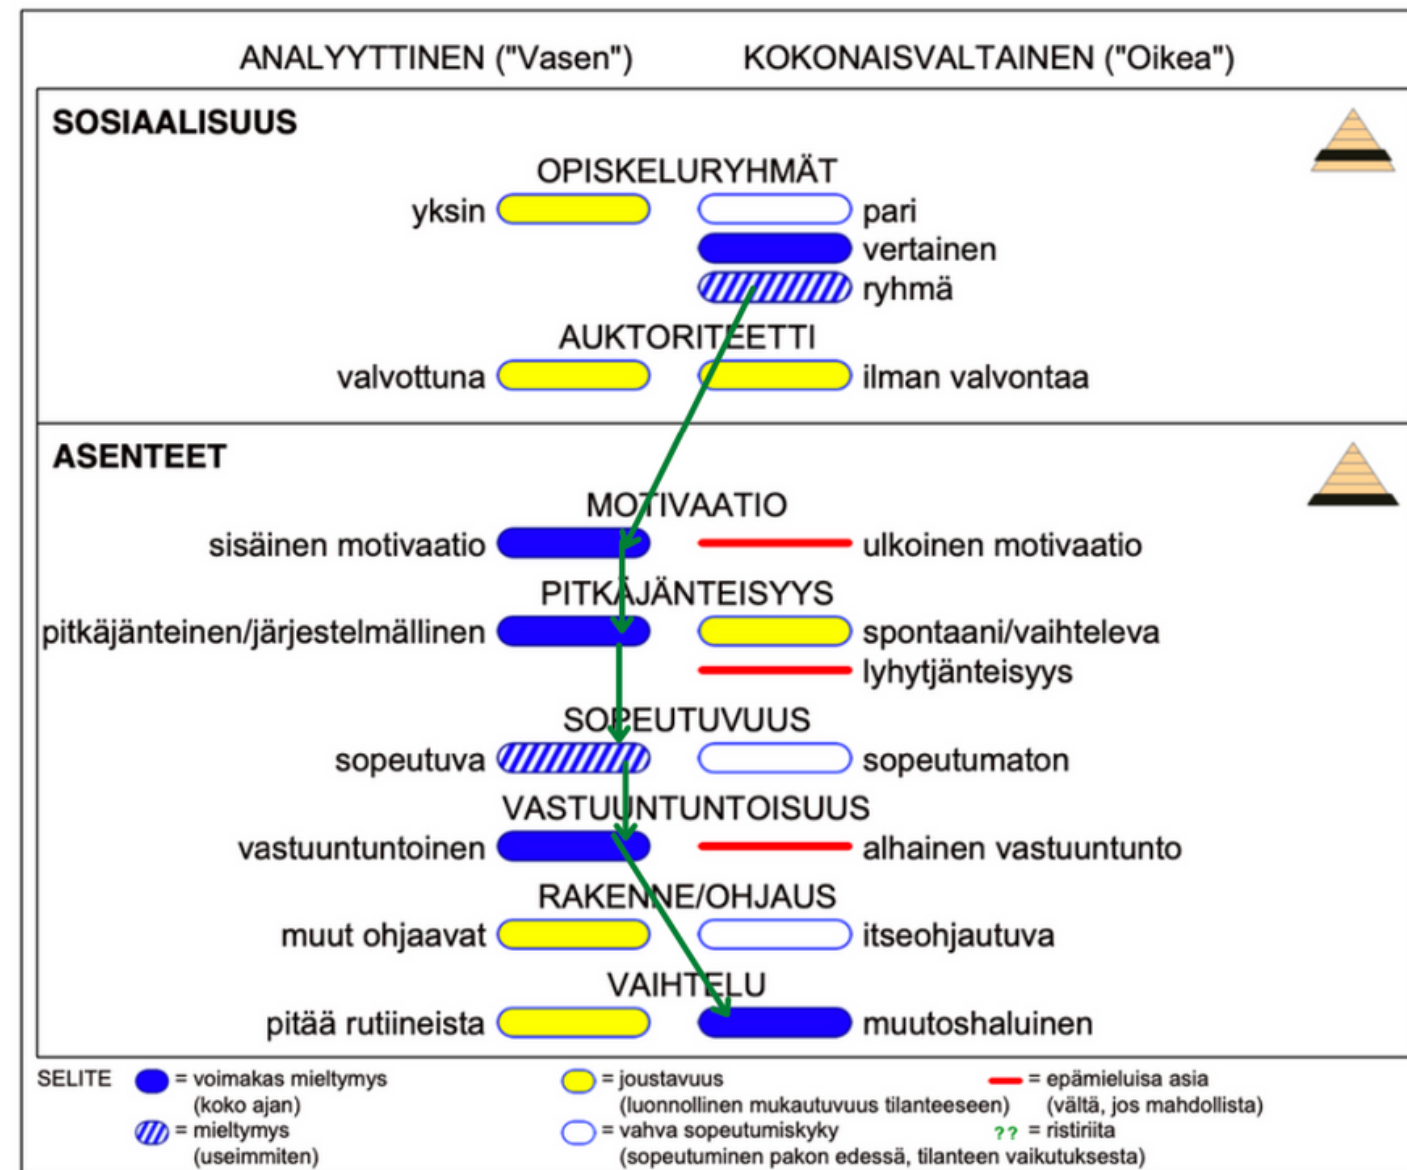 ANALYYTTINEN ("Vasen") KOKONAISVALTAINEN ("Oikea")
SOSIAALISUUS
OPISKELURYHMÄT
yksin pari
vertainen
ryhmä
AUKTORITEETTI
valvottuna ilman valvontaa
ASENTEET
MOTIVAATIO
sisäinen motivaatio ulkoinen motivaatio
PITKÄJÄNTEISYYS
pitkäjänteinen/järjestelmällinen spontaani/vaihteleva
lyhytjänteisyys
SOPEUTUVUUS
sopeutuva sopeutumaton
VASTUUNTUNTOISUUS
vastuuntuntoinen alhainen vastuuntunto
RAKENNE/OHJAUS
muut ohjaavat itseohjautuva
VAIHTELU
pitää rutiineista muutoshaluinen
SELITE = voimakas mieltymys = joustavuus = epämieluisa asia
(koko ajan) (luonnollinen mukautuvuus tilanteeseen) (vältä, jos mahdollista)
= mieltymys = vahva sopeutumiskyky ?? = ristiriita
(useimmiten) (sopeutuminen pakon edessä, tilanteen vaikutuksesta)